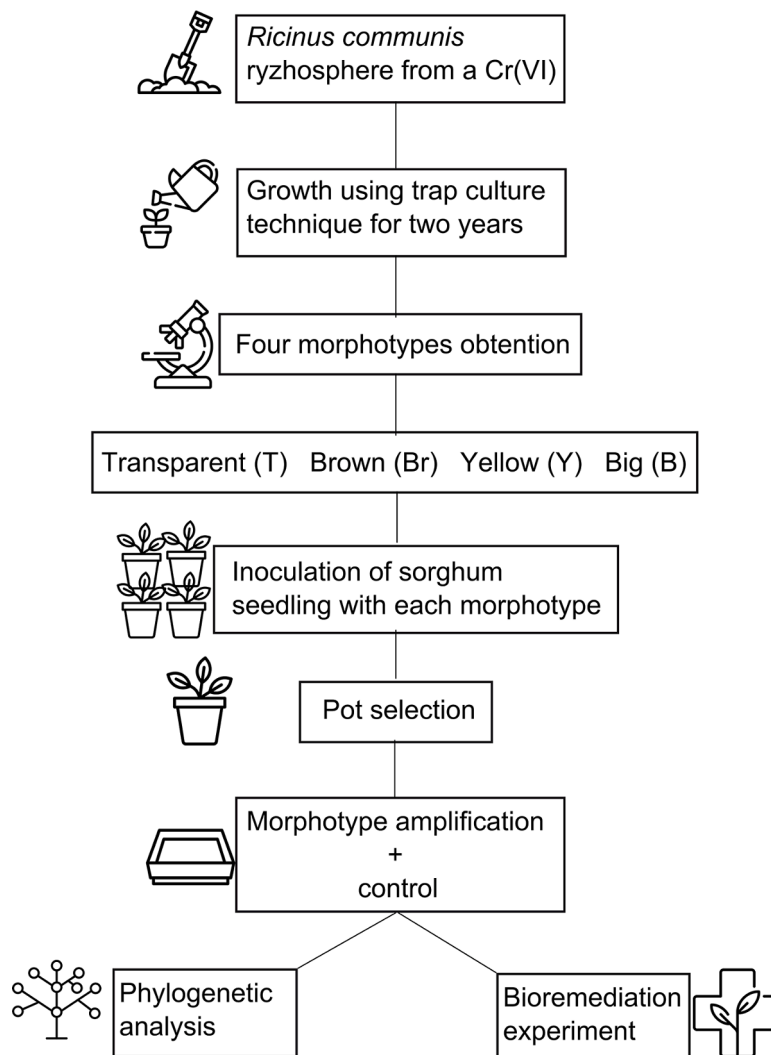 Ricinus communis
ryzhosphere from a Cr(VI)
Growth using trap culture
technique for two years
Four morphotypes obtention
Transparent (T) Brown (Br) Yellow (Y) Big (B)
Inoculation of sorghum
seedling with each morphotype
Pot selection
Morphotype amplification
+
control
Phylogenetic
analysis
Bioremediation
experiment